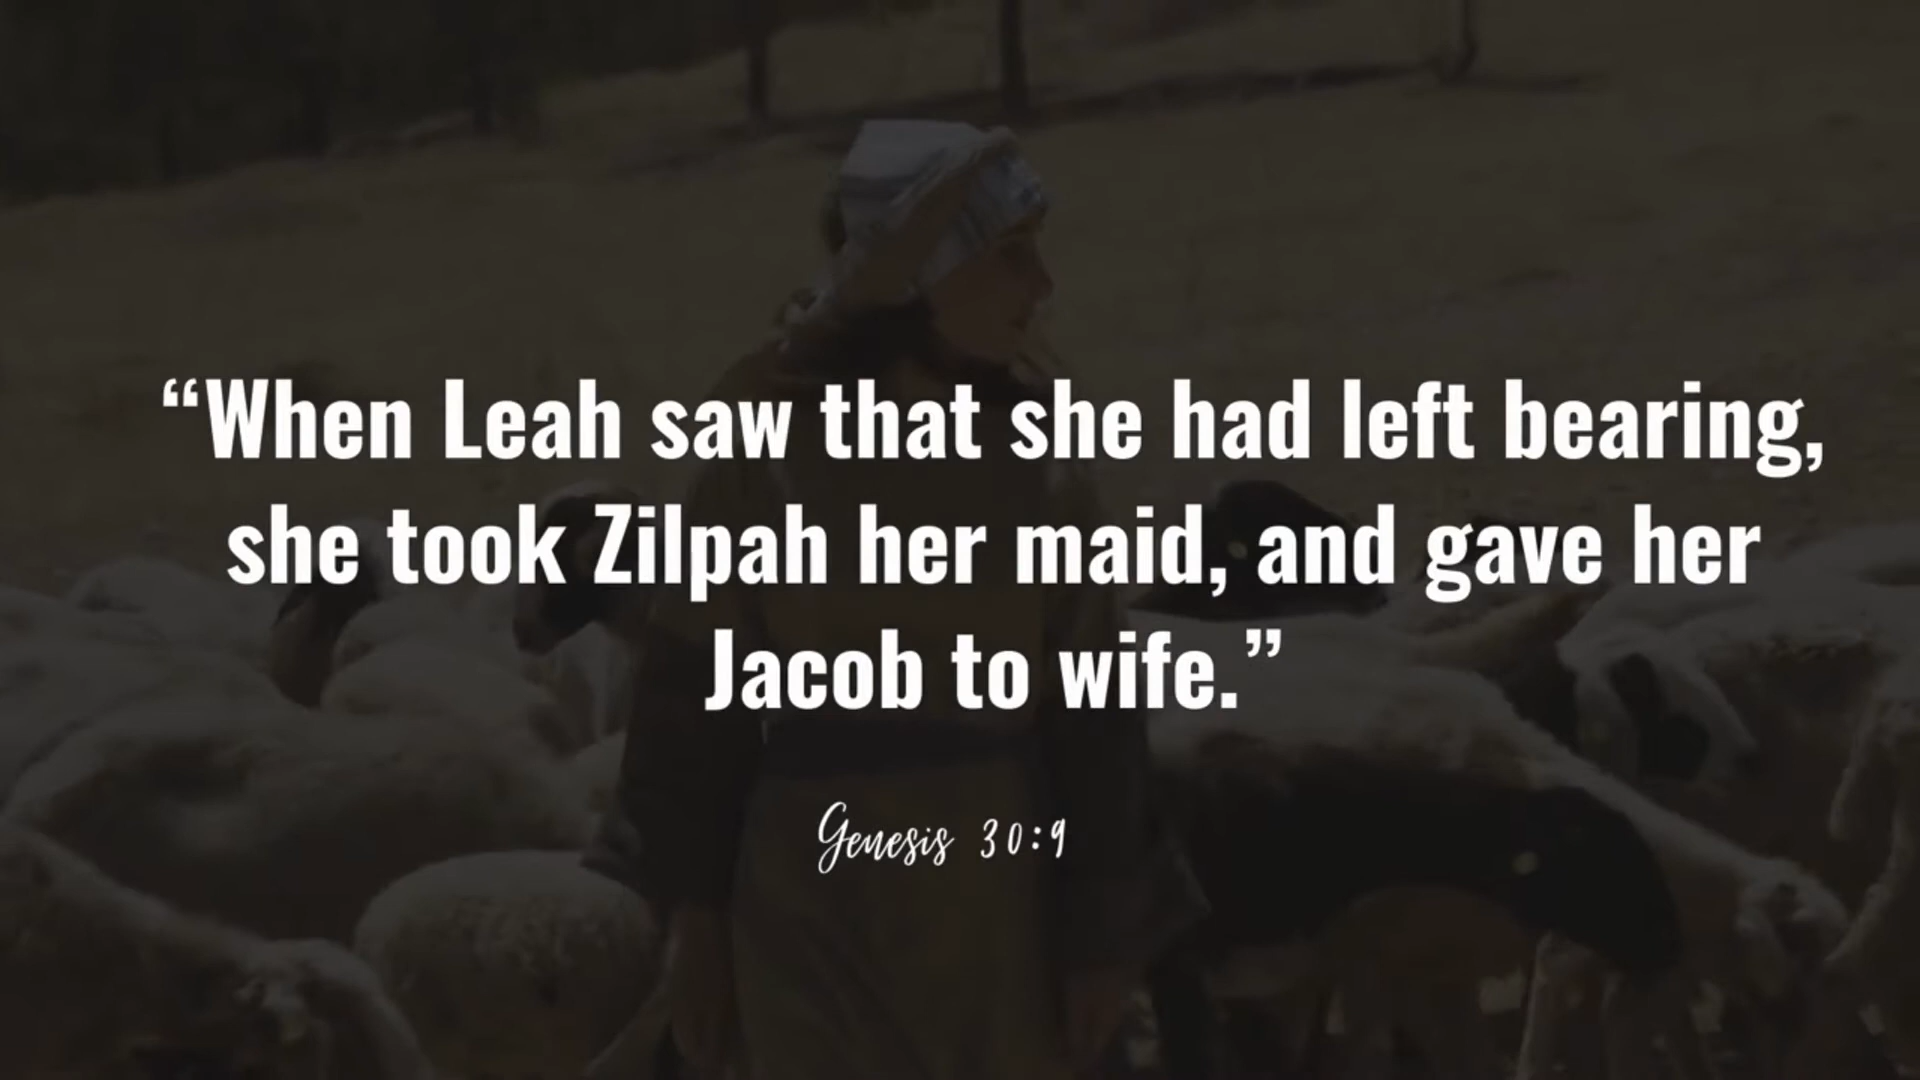 “When Leah saw that she had left bearing,
she took Zilpah her maid, and gave her
Jacob to wife.”
Genesis 30:9